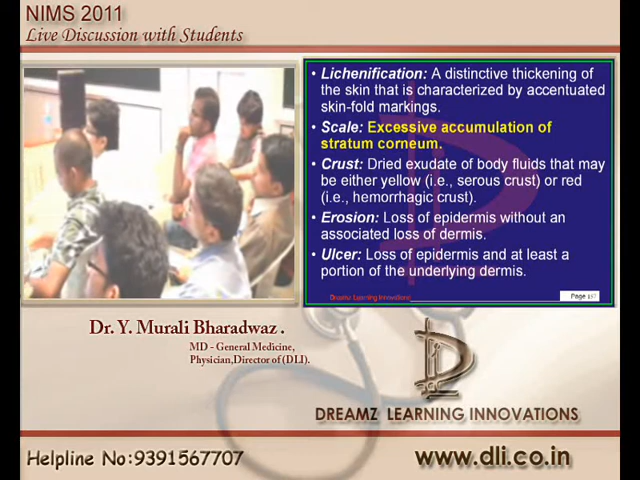 NIMS 2011
Live Discussion with Students
• Lichenification: A distinctive thickening of
the skin that is characterized by accentuated
skin-fold markings.
• Scale: Excessive accumulation of
stratum corneum.
• Crust: Dried exudate of body fluids that may
be either yellow (i.e., serous crust) or red
(i.e., hemorrhagic crust).
• Erosion: Loss of epidermis without an
associated loss of dermis.
• Ulcer: Loss of epidermis and at least a
portion of the underlying dermis.
Dreamz Learning Innovations
Page
Dr. Y. Murali Bharadwaz .
MD - General Medicine,
Physician,Director of (DLI).
DREAMZ LEARNING INNOVATIONS
Helpline No:9391567707
www.dli.co.in